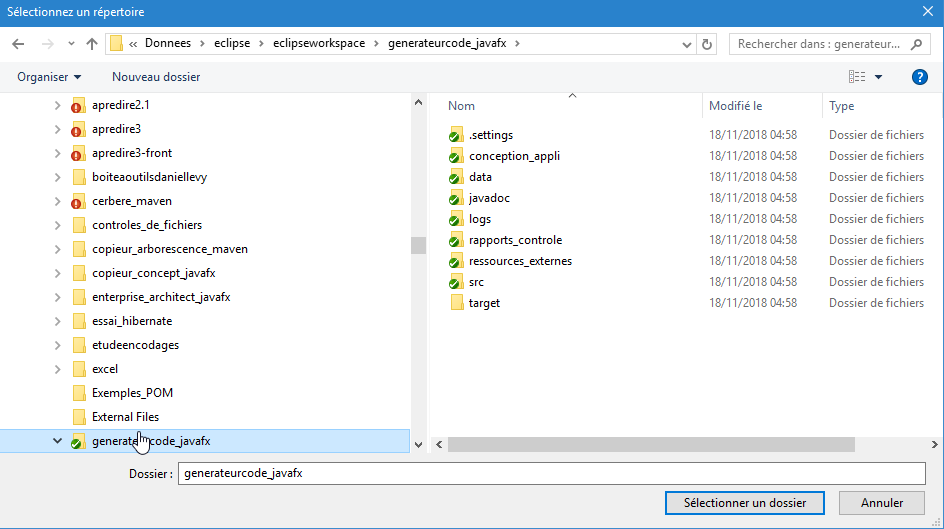 Sélectionnez un répertoire
« Donnees > eclipse > eclipseworkspace > generateurcode_javafx >
Rechercher dans : generateur...
Organiser
Nouveau dossier
apredire2.1
apredire3
apredire3-front
boiteaoutilsdaniellevy
cerbere_maven
controles_de_fichiers
copieur_arborescence_maven
copieur_concept_javafx
enterprise_architect_javafx
essai_hibernate
etudeencodages
excel
Exemples_POM
External Files
generateurcode_javafx
Nom Modifié le Type
.settings 18/11/2018 04:58 Dossier de fichiers
conception_appli 18/11/2018 04:58 Dossier de fichiers
data 18/11/2018 04:58 Dossier de fichiers
javadoc 18/11/2018 04:58 Dossier de fichiers
logs 18/11/2018 04:58 Dossier de fichiers
rapports_controle 18/11/2018 04:58 Dossier de fichiers
ressources_externes 18/11/2018 04:58 Dossier de fichiers
src 18/11/2018 04:58 Dossier de fichiers
target 18/11/2018 04:58 Dossier de fichiers
Dossier : generateurcode_javafx
Sélectionner un dossier
Annuler